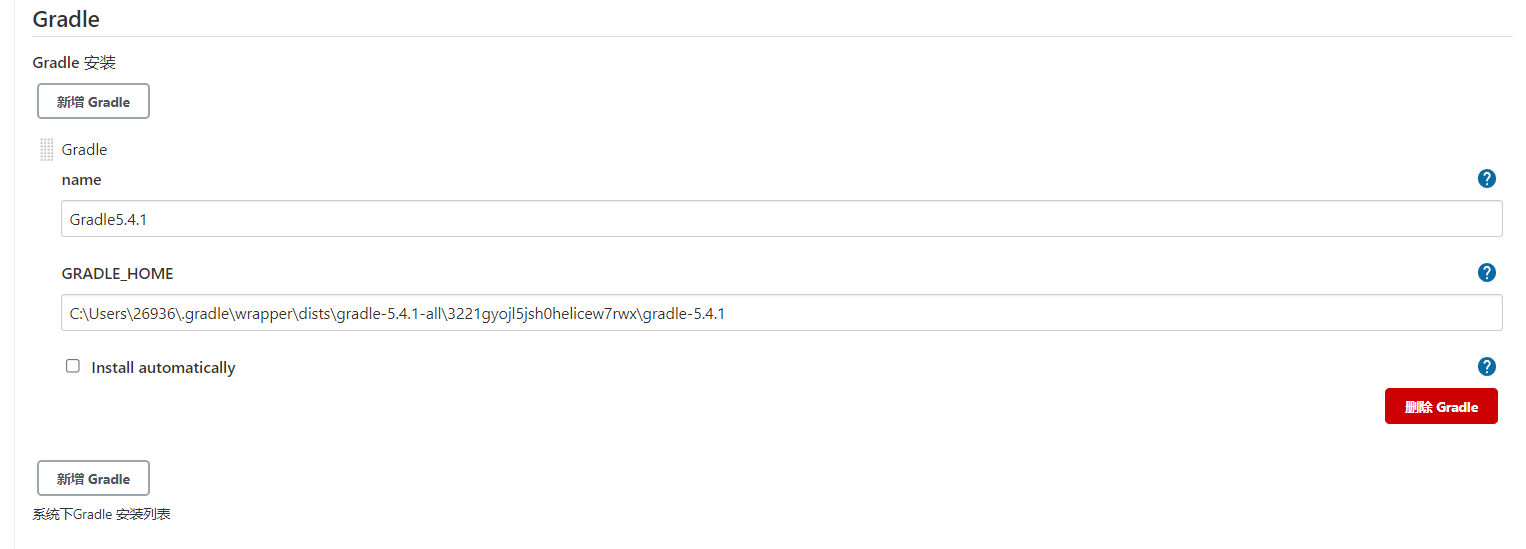 Gradle
Gradle 安装
新增 Gradle
Gradle
name
Gradle5.4.1
GRADLE_HOME
C:\Users\26936\.gradle\wrapper\dists\gradle-5.4.1-all\3221gyojl5jsh0helicew7rwx\gradle-5.4.1
Install automatically
删除 Gradle
新增 Gradle
系统下Gradle 安装列表